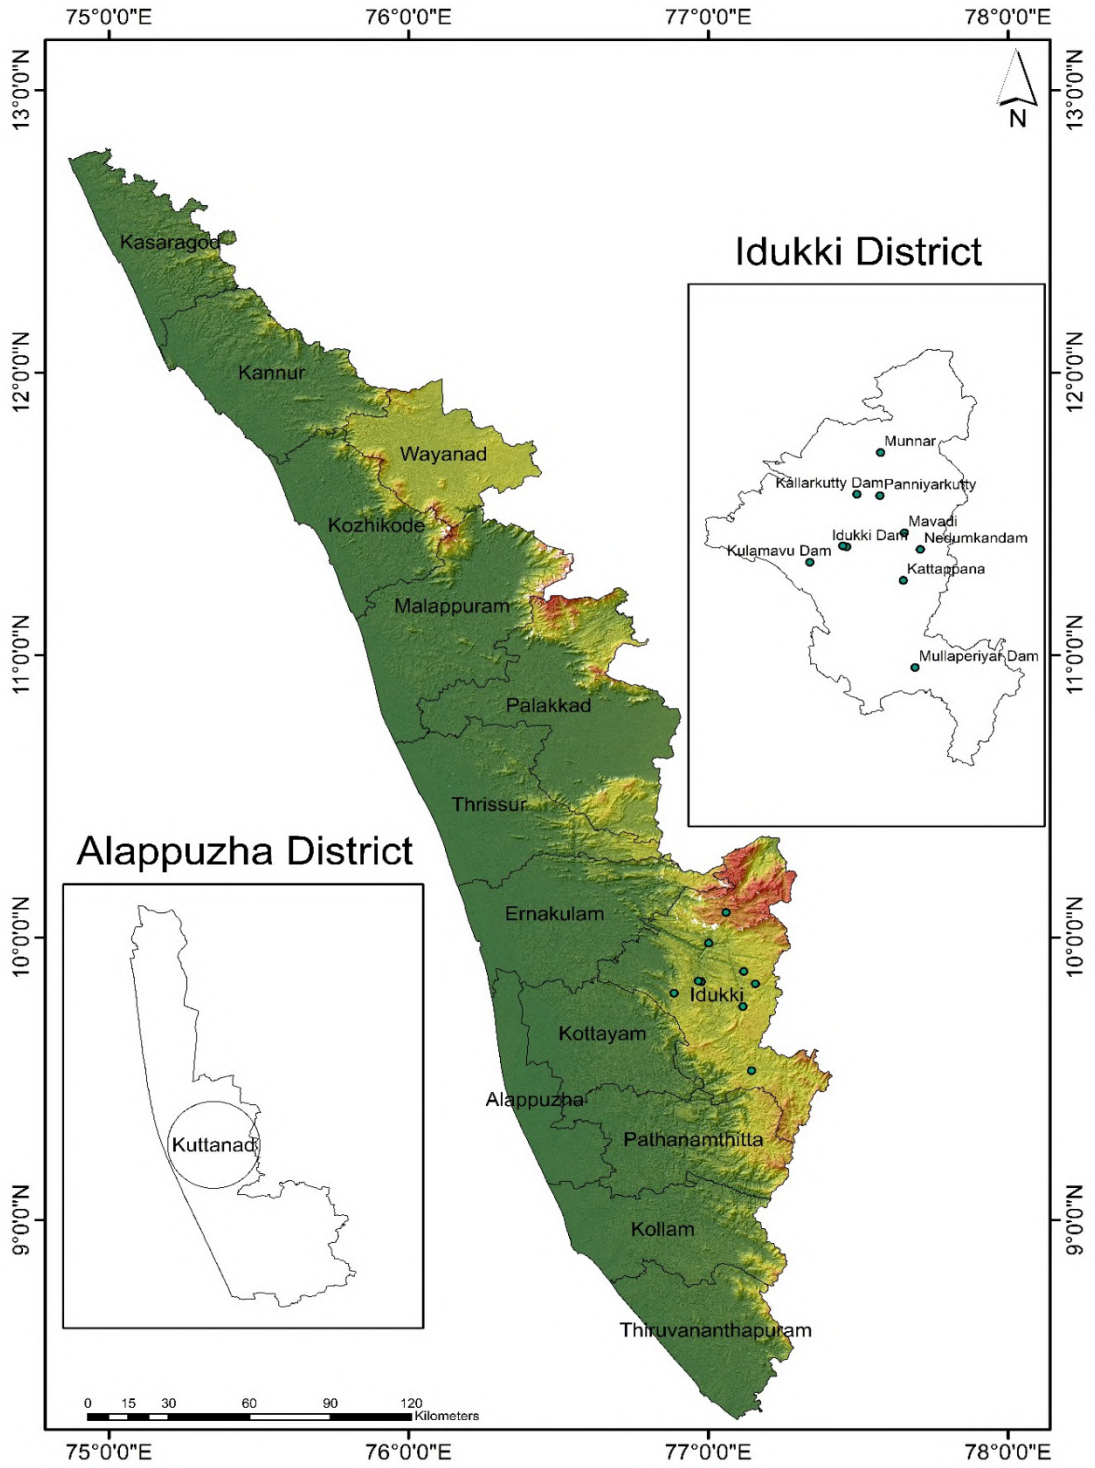 75°0'0"E 76°0'0"E 77°0'0"E 78°0'0"E
13°0'0"N 13°0'0"N
N
Kasaragod
Idukki District
12°0'0"N 12°0'0"N
Kannur
Munnar
Wayanad
Kallarkutty Dam Panniyarkutty
Kozhikode
Mavadi
Idukki Dam Nedumkandam
Kulamavu Dam
Kattappana
Malappuram
11°0'0"N 11°0'0"N
Mullaperiyar Dam
Palakkad
Thrissur
Alappuzha District
Ernakulam
10°0'0"N 10°0'0"N
Idukki
Kottayam
Alappuzha
Kuttanad
Pathanamthitta
9°0'0"N 9°0'0"N
Kollam
Thiruvananthapuram
0 15 30 60 90 120
Kilometers
75°0'0"E 76°0'0"E 77°0'0"E 78°0'0"E